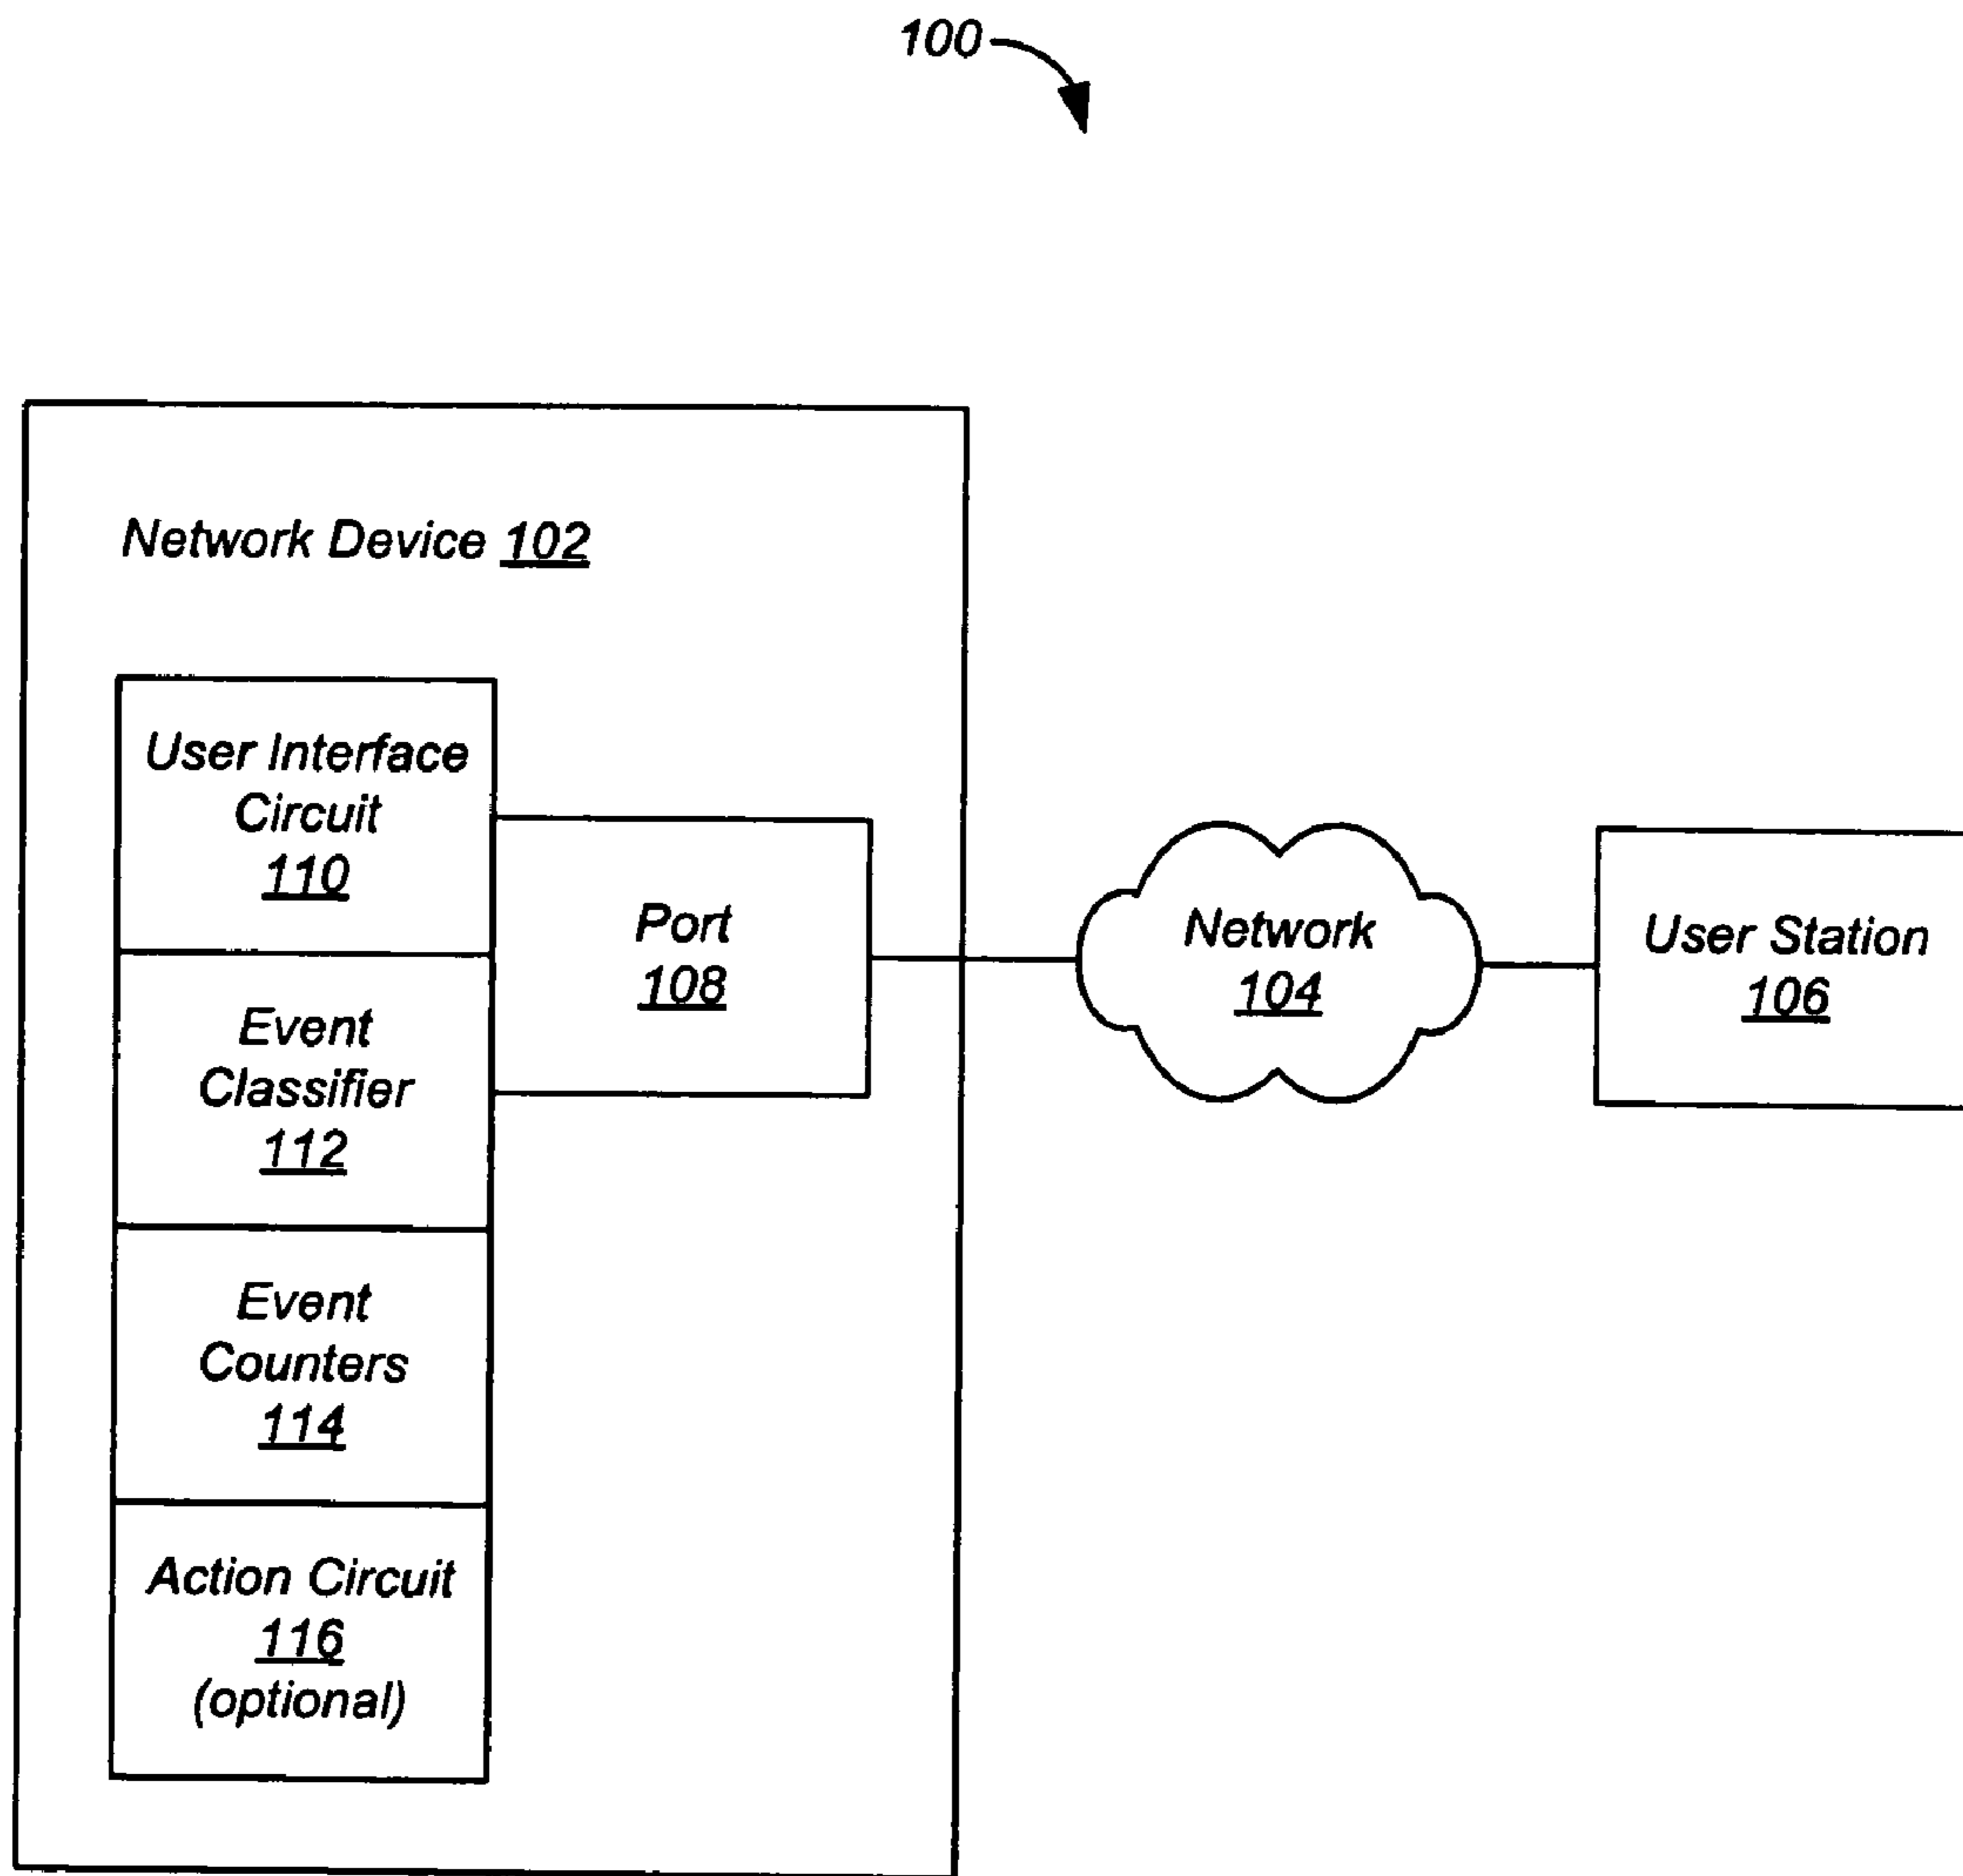 100
Network Device 102
User Interface
Circuit
110
Event
Classifier
112
Event
Counters
114
Action Circuit
116
(optional)
Port
108
Network
104
User Station
106